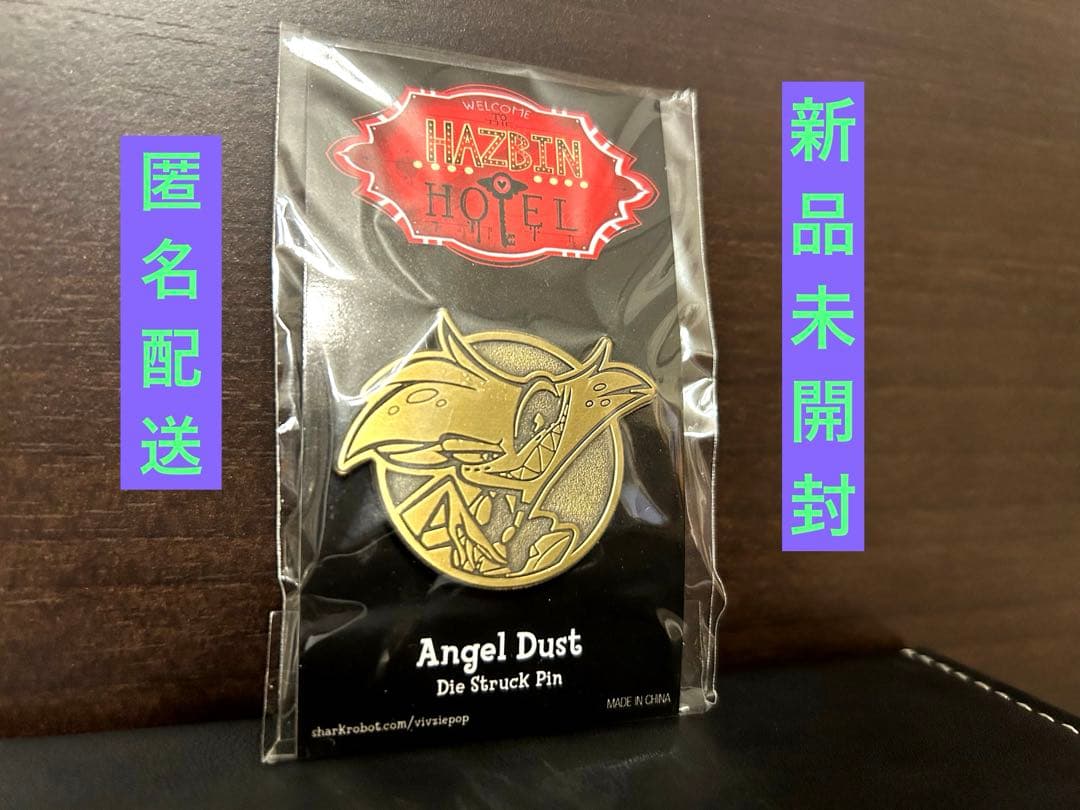 匿名配送
新品未開封
WELCOME
TO
HAZBIN
HOTEL
Angel Dust
Die Struck Pin
MADE IN CHINA
sharkrobot.com/vivziepop